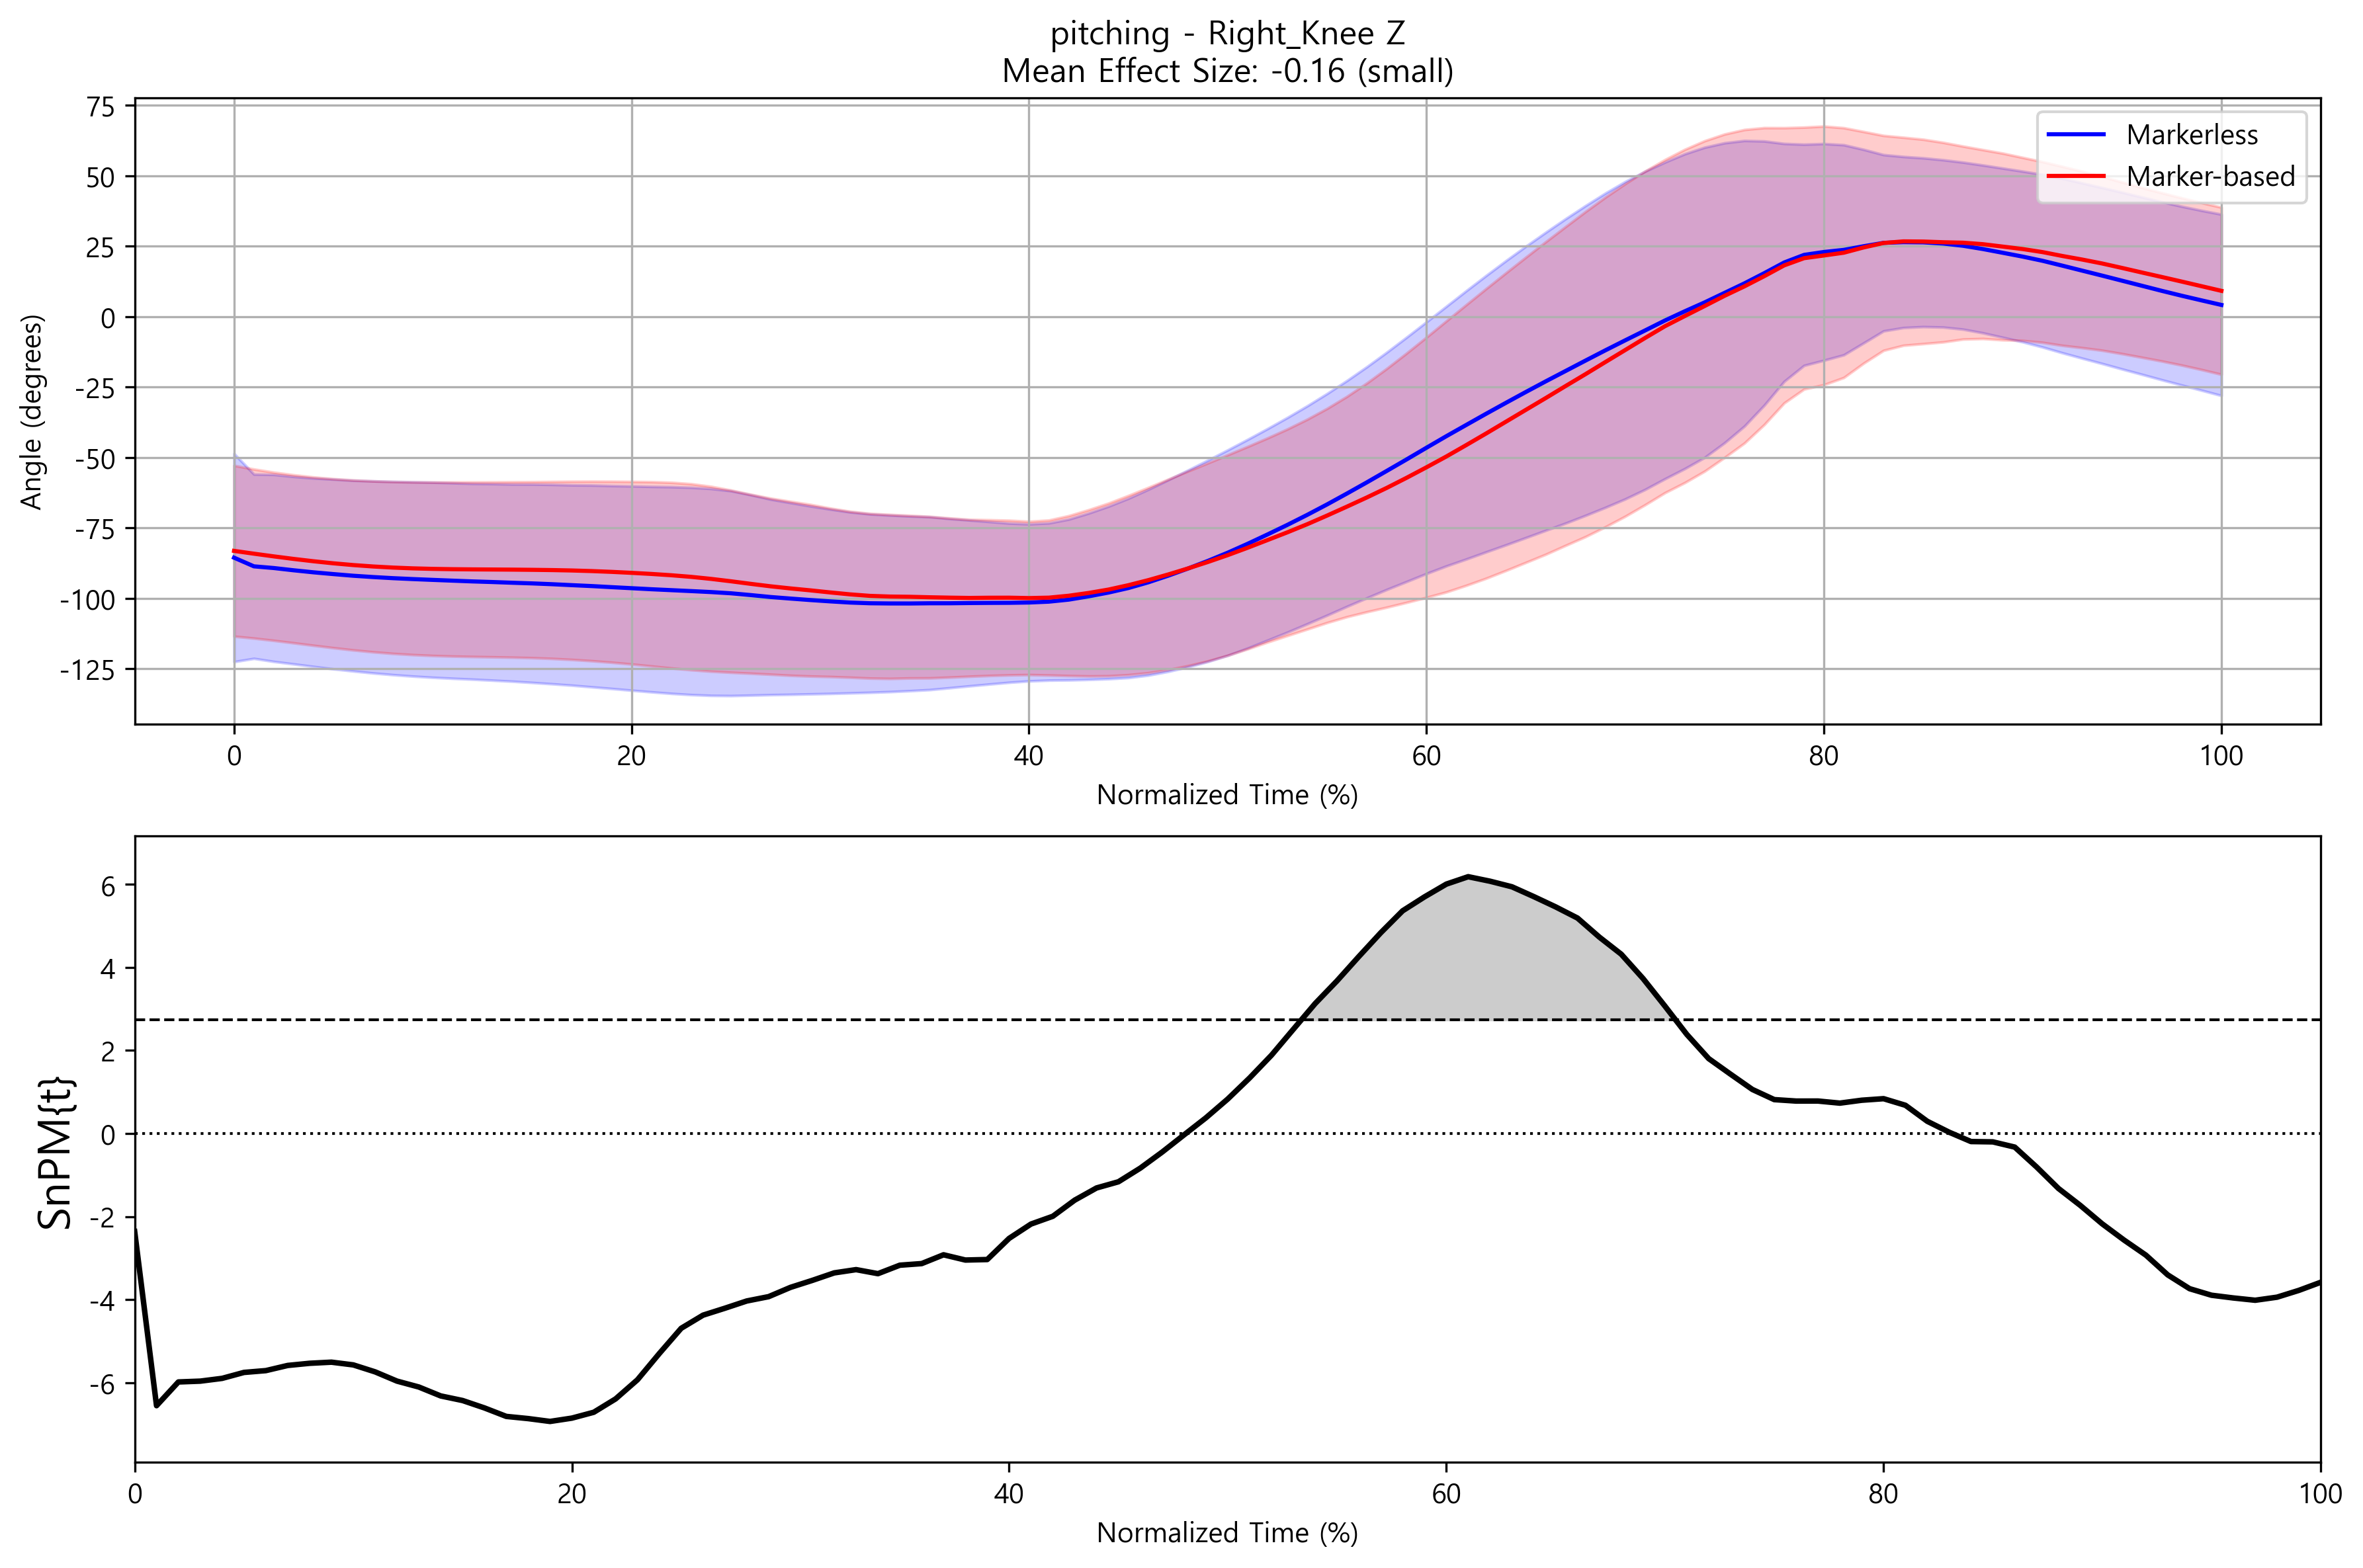 pitching - Right_Knee Z
Mean Effect Size: -0.16 (small)
75
50
25
0
-25
-50
-75
-100
-125
Angle (degrees)
Markerless
Marker-based
0 20 40 60 80 100
Normalized Time (%)
6
4
2
0
-2
-4
-6
SnPM{t}
0 20 40 60 80 100
Normalized Time (%)